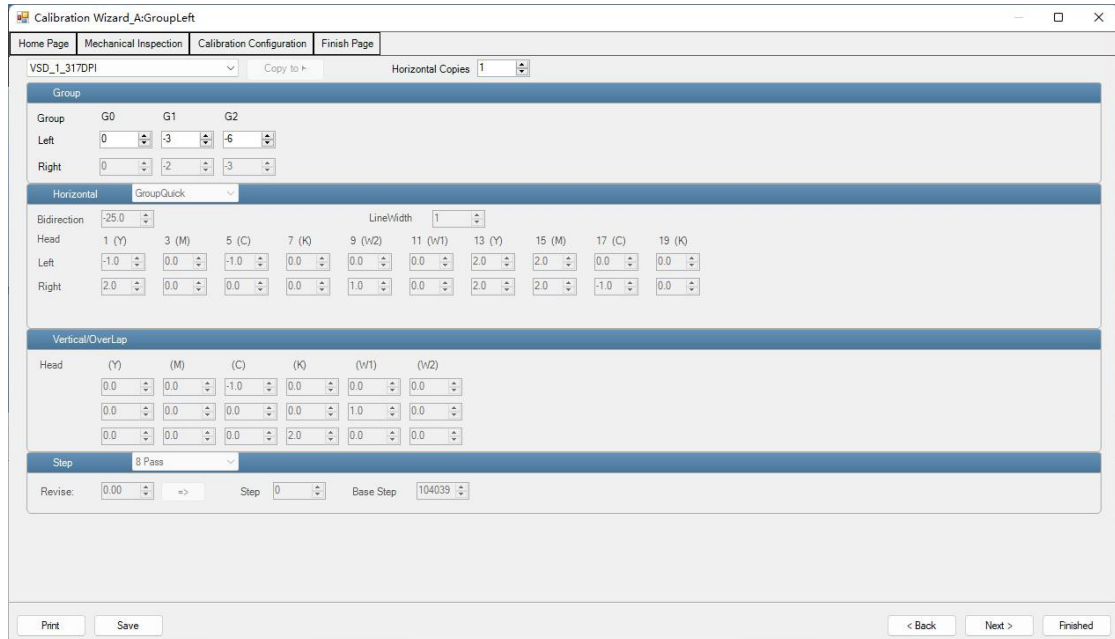 Calibration Wizard_A:GroupLeft
Home Page Mechanical Inspection Calibration Configuration Finish Page
VSD_1_317DPI Copy to Horizontal Copies 1
Group
Group G0 G1 G2
Left 0 -3 -6
Right 0 -2 -3
Horizontal GroupQuick
Bidirection -25.0 LineWidth 1
Head 1 (Y) 3 (M) 5 (C) 7 (K) 9 (W2) 11 (W1) 13 (Y) 15 (M) 17 (C) 19 (K)
Left -1.0 0.0 -1.0 0.0 0.0 0.0 2.0 2.0 0.0 0.0
Right 2.0 0.0 0.0 0.0 1.0 0.0 2.0 2.0 -1.0 0.0
Vertical/OverLap
Head (Y) (M) (C) (K) (W1) (W2)
0.0 0.0 -1.0 0.0 0.0 0.0
0.0 0.0 0.0 0.0 1.0 0.0
0.0 0.0 0.0 2.0 0.0 0.0
Step 8 Pass
Revise: 0.00 => Step 0 Base Step 104039
Print Save < Back Next > Finished